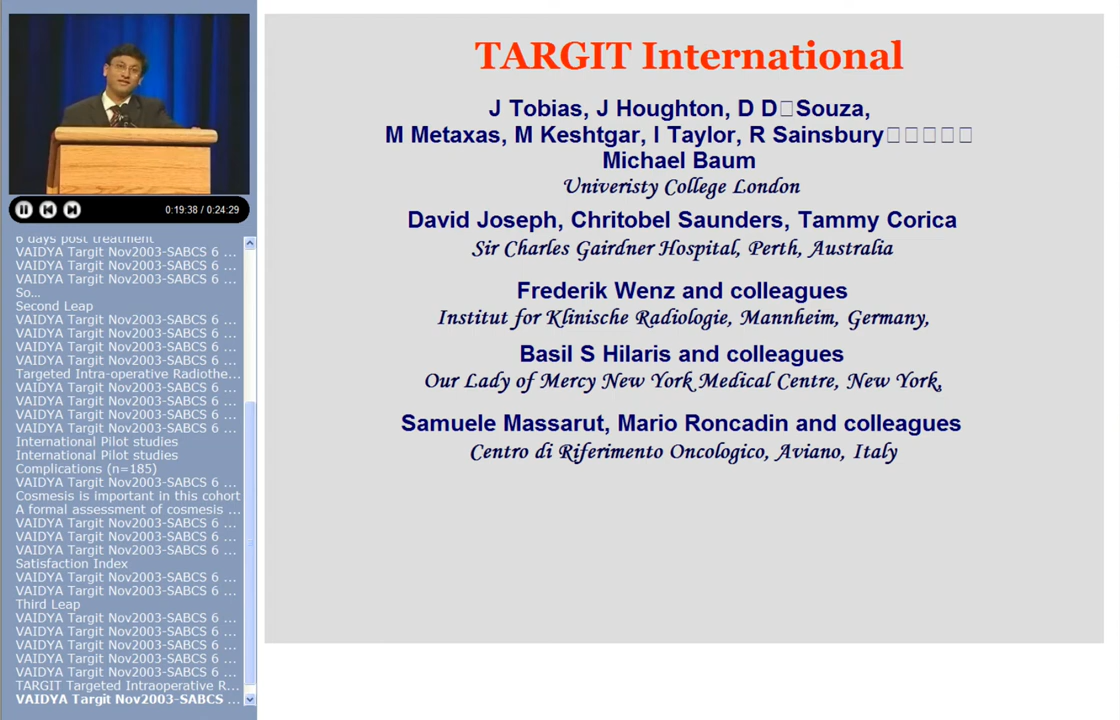 TARGIT International
J Tobias, J Houghton, D D□Souza,
M Metaxas, M Keshtgar, I Taylor, R Sainsbury□□□□□
Michael Baum
Univeristy College London
David Joseph, Chritobel Saunders, Tammy Corica
Sir Charles Gairdner Hospital, Perth, Australia
Frederik Wenz and colleagues
Institut for Klinische Radiologie, Mannheim, Germany,
Basil S Hilaris and colleagues
Our Lady of Mercy New York Medical Centre, New York,
Samuele Massarut, Mario Roncadin and colleagues
Centro di Riferimento Oncologico, Aviano, Italy
0:19:38 / 0:24:29
6 days post treatment
VAIDYA Targit Nov2003-SABCS 6 ...
VAIDYA Targit Nov2003-SABCS 6 ...
VAIDYA Targit Nov2003-SABCS 6 ...
So...
Second Leap
VAIDYA Targit Nov2003-SABCS 6 ...
VAIDYA Targit Nov2003-SABCS 6 ...
VAIDYA Targit Nov2003-SABCS 6 ...
VAIDYA Targit Nov2003-SABCS 6 ...
Targeted Intra-operative Radiothe...
VAIDYA Targit Nov2003-SABCS 6 ...
VAIDYA Targit Nov2003-SABCS 6 ...
VAIDYA Targit Nov2003-SABCS 6 ...
VAIDYA Targit Nov2003-SABCS 6 ...
International Pilot studies
International Pilot studies
Complications (n=185)
VAIDYA Targit Nov2003-SABCS 6 ...
Cosmesis is important in this cohort
A formal assessment of cosmesis ...
VAIDYA Targit Nov2003-SABCS 6 ...
VAIDYA Targit Nov2003-SABCS 6 ...
VAIDYA Targit Nov2003-SABCS 6 ...
Satisfaction Index
VAIDYA Targit Nov2003-SABCS 6 ...
VAIDYA Targit Nov2003-SABCS 6 ...
Third Leap
VAIDYA Targit Nov2003-SABCS 6 ...
VAIDYA Targit Nov2003-SABCS 6 ...
VAIDYA Targit Nov2003-SABCS 6 ...
VAIDYA Targit Nov2003-SABCS 6 ...
VAIDYA Targit Nov2003-SABCS 6 ...
TARGIT Targeted Intraoperative R...
VAIDYA Targit Nov2003-SABCS ...